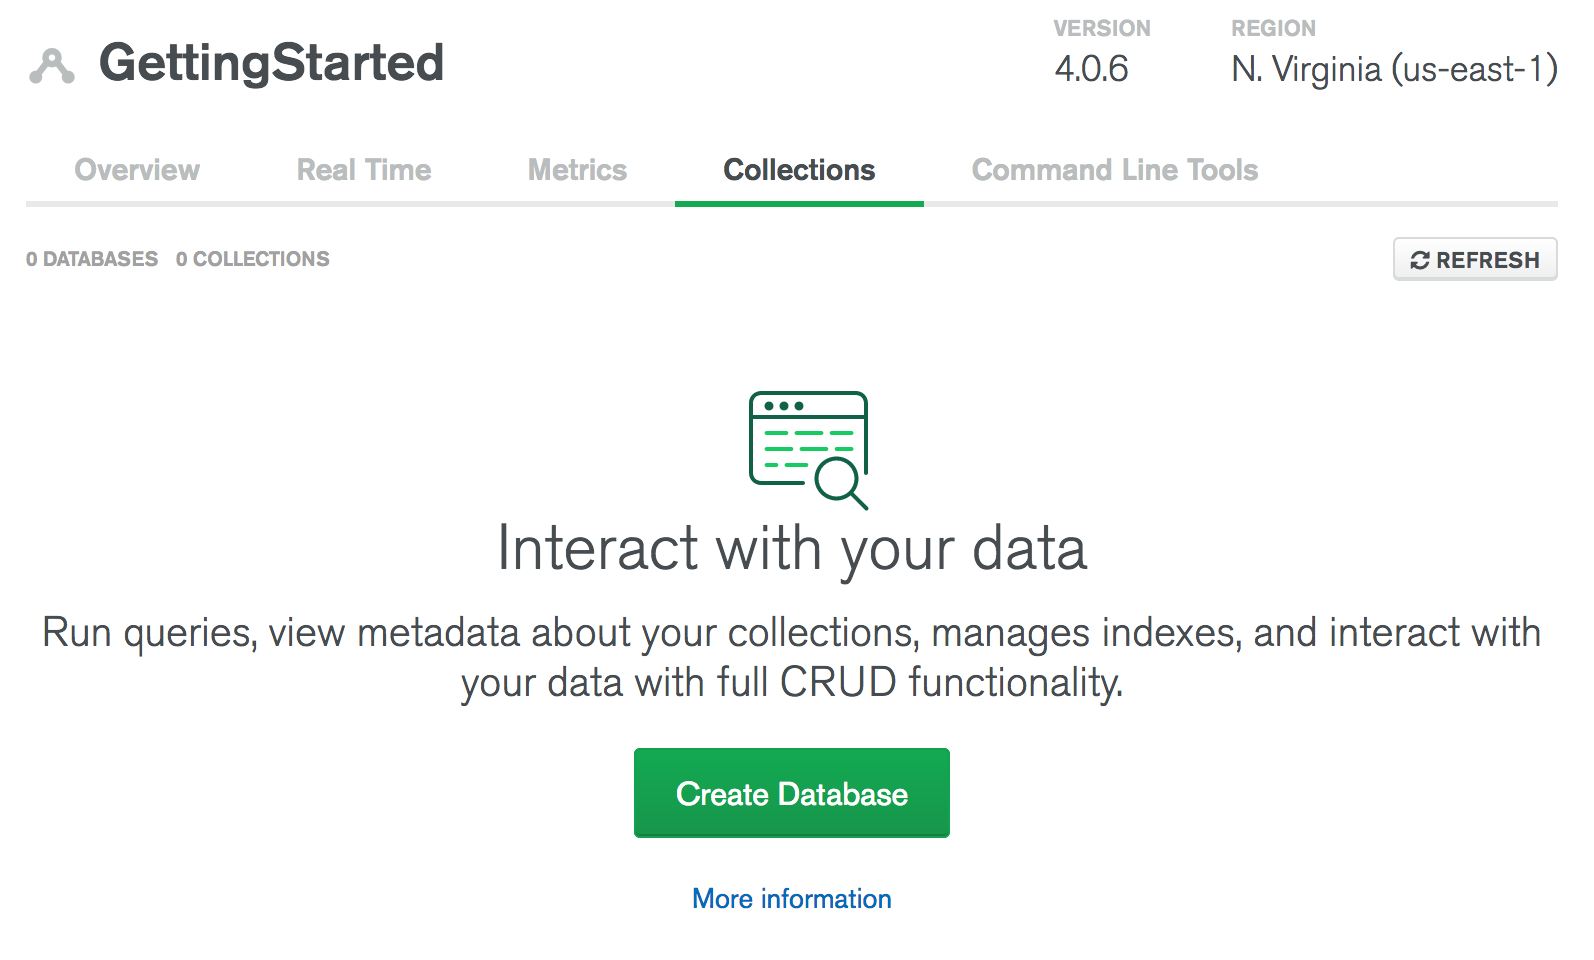 GettingStarted
VERSION
4.0.6
REGION
N. Virginia (us-east-1)
Overview
Real Time
Metrics
Collections
Command Line Tools
0 DATABASES 0 COLLECTIONS
REFRESH
Interact with your data
Run queries, view metadata about your collections, manages indexes, and interact with
your data with full CRUD functionality.
Create Database
More information